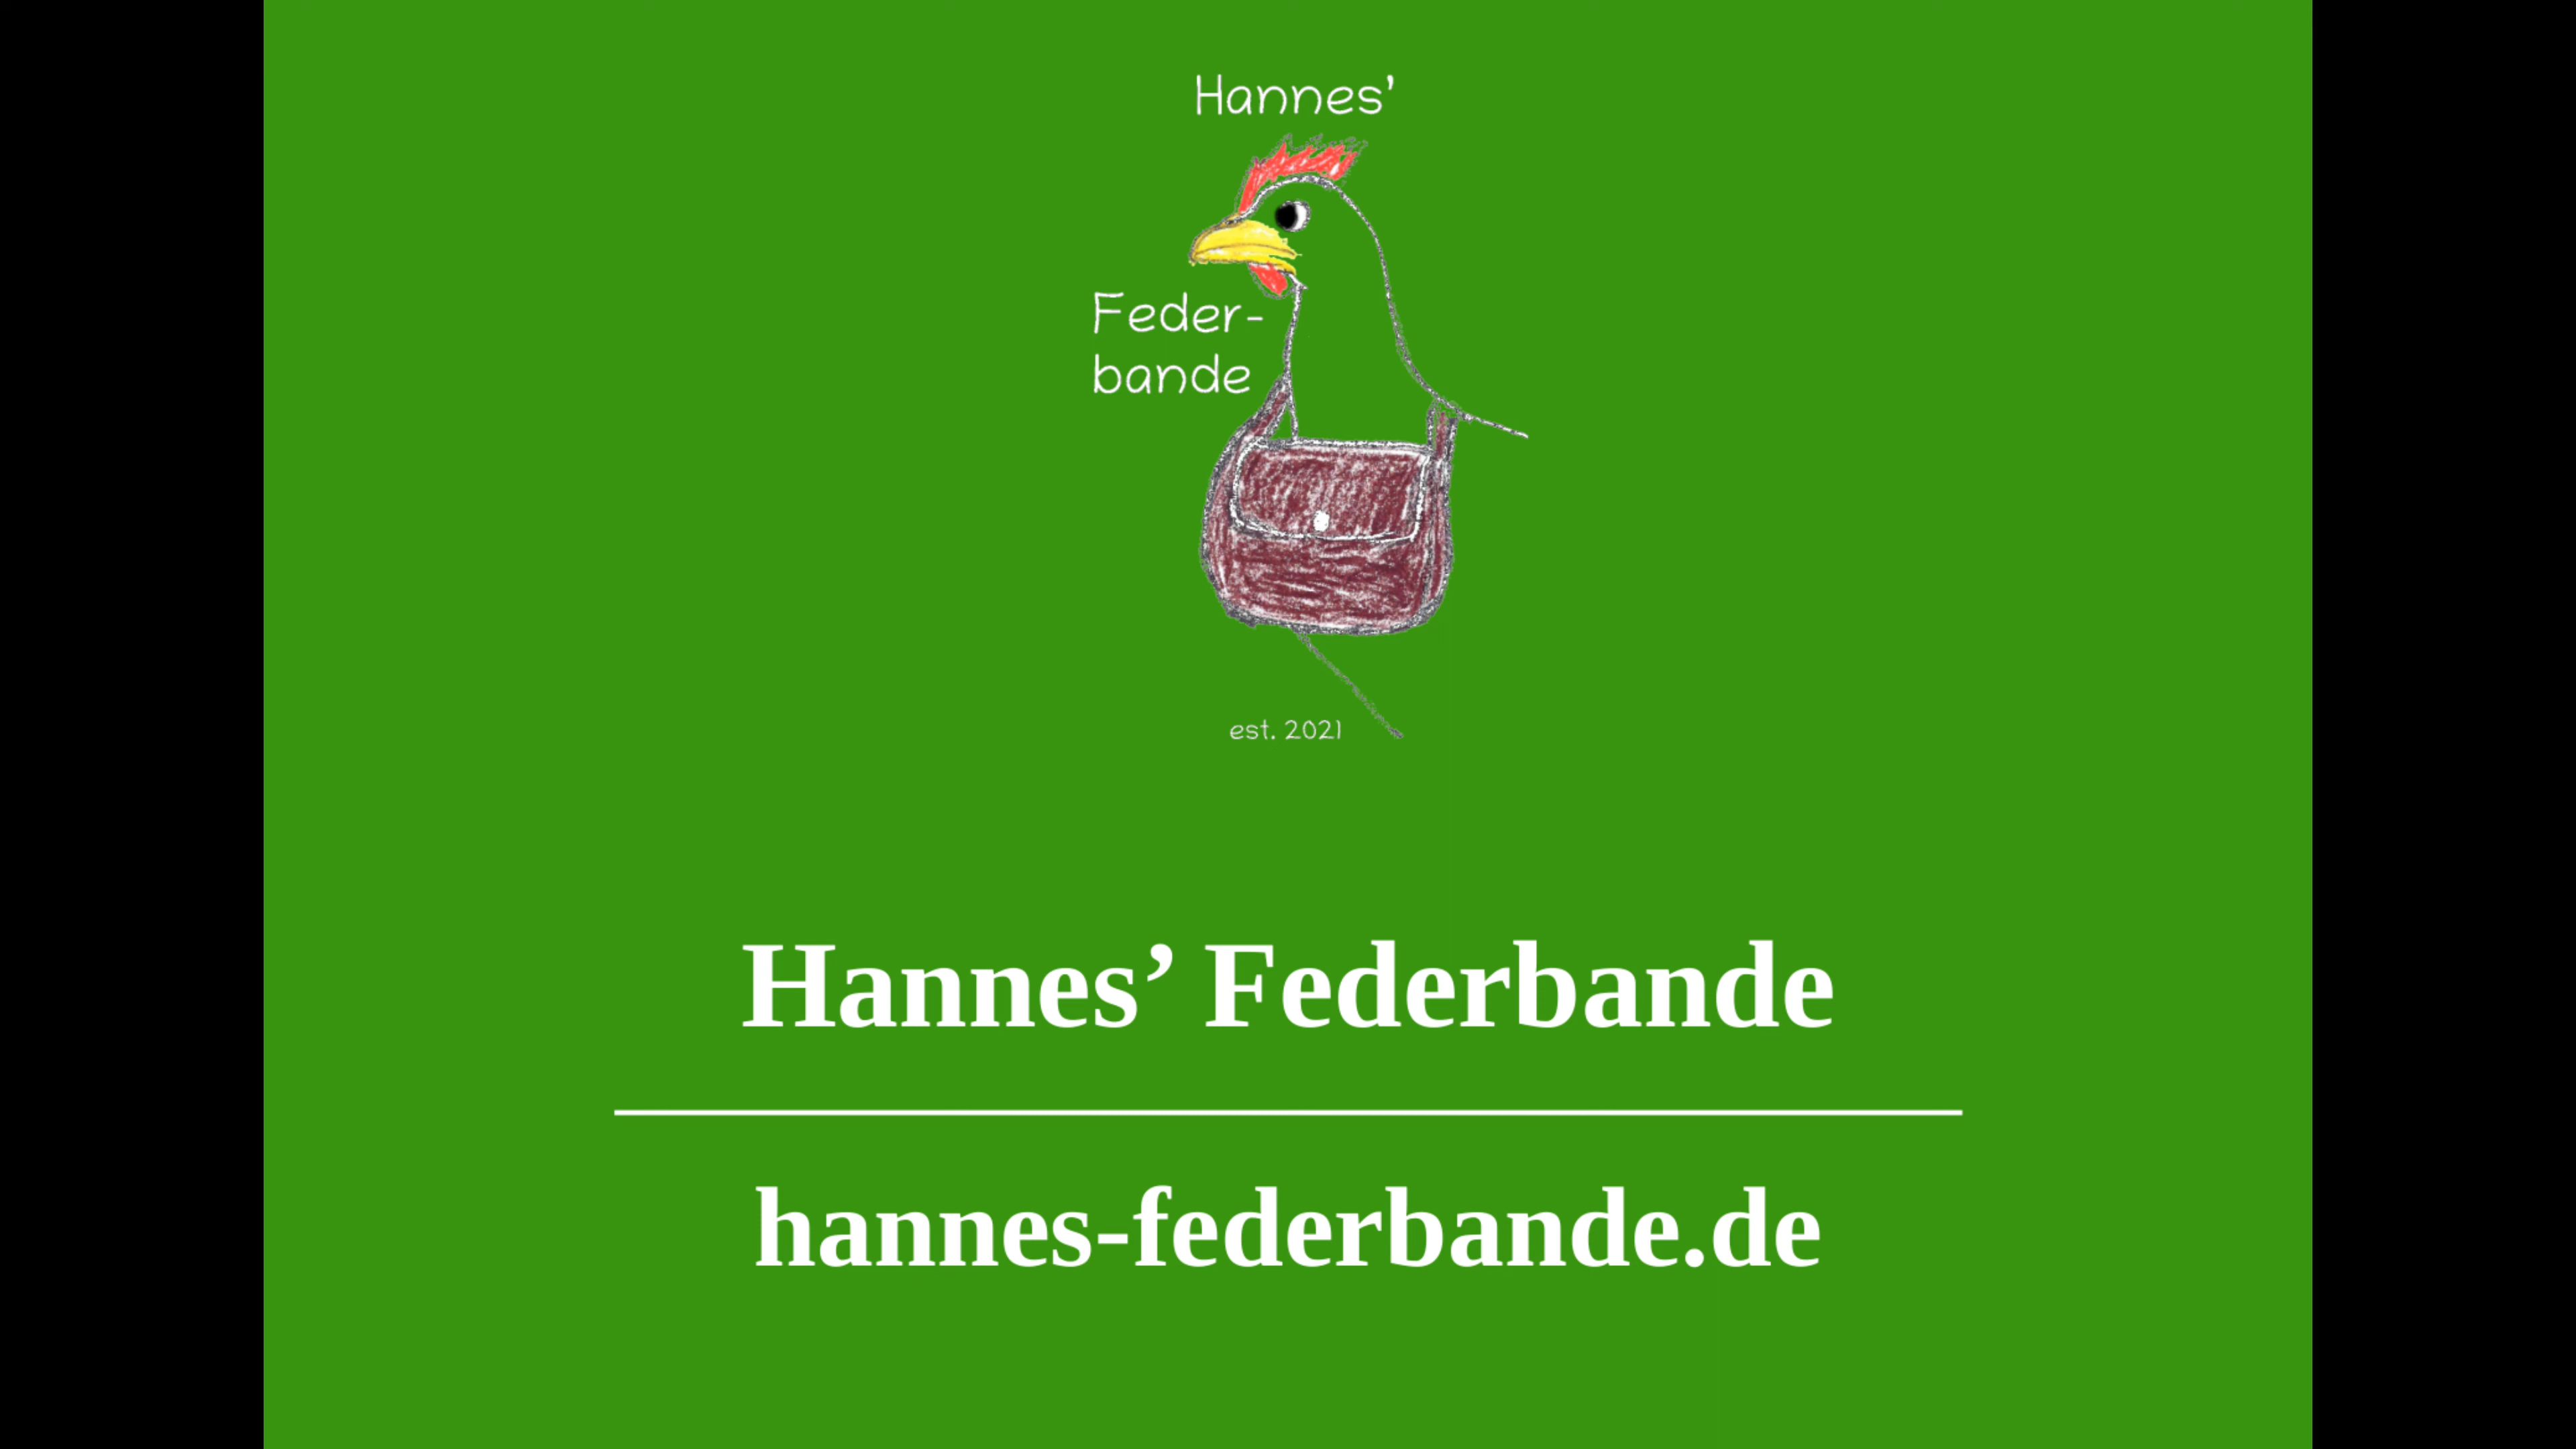 Hannes’
Feder-
bande
est. 2021
Hannes’ Federbande
hannes-federbande.de